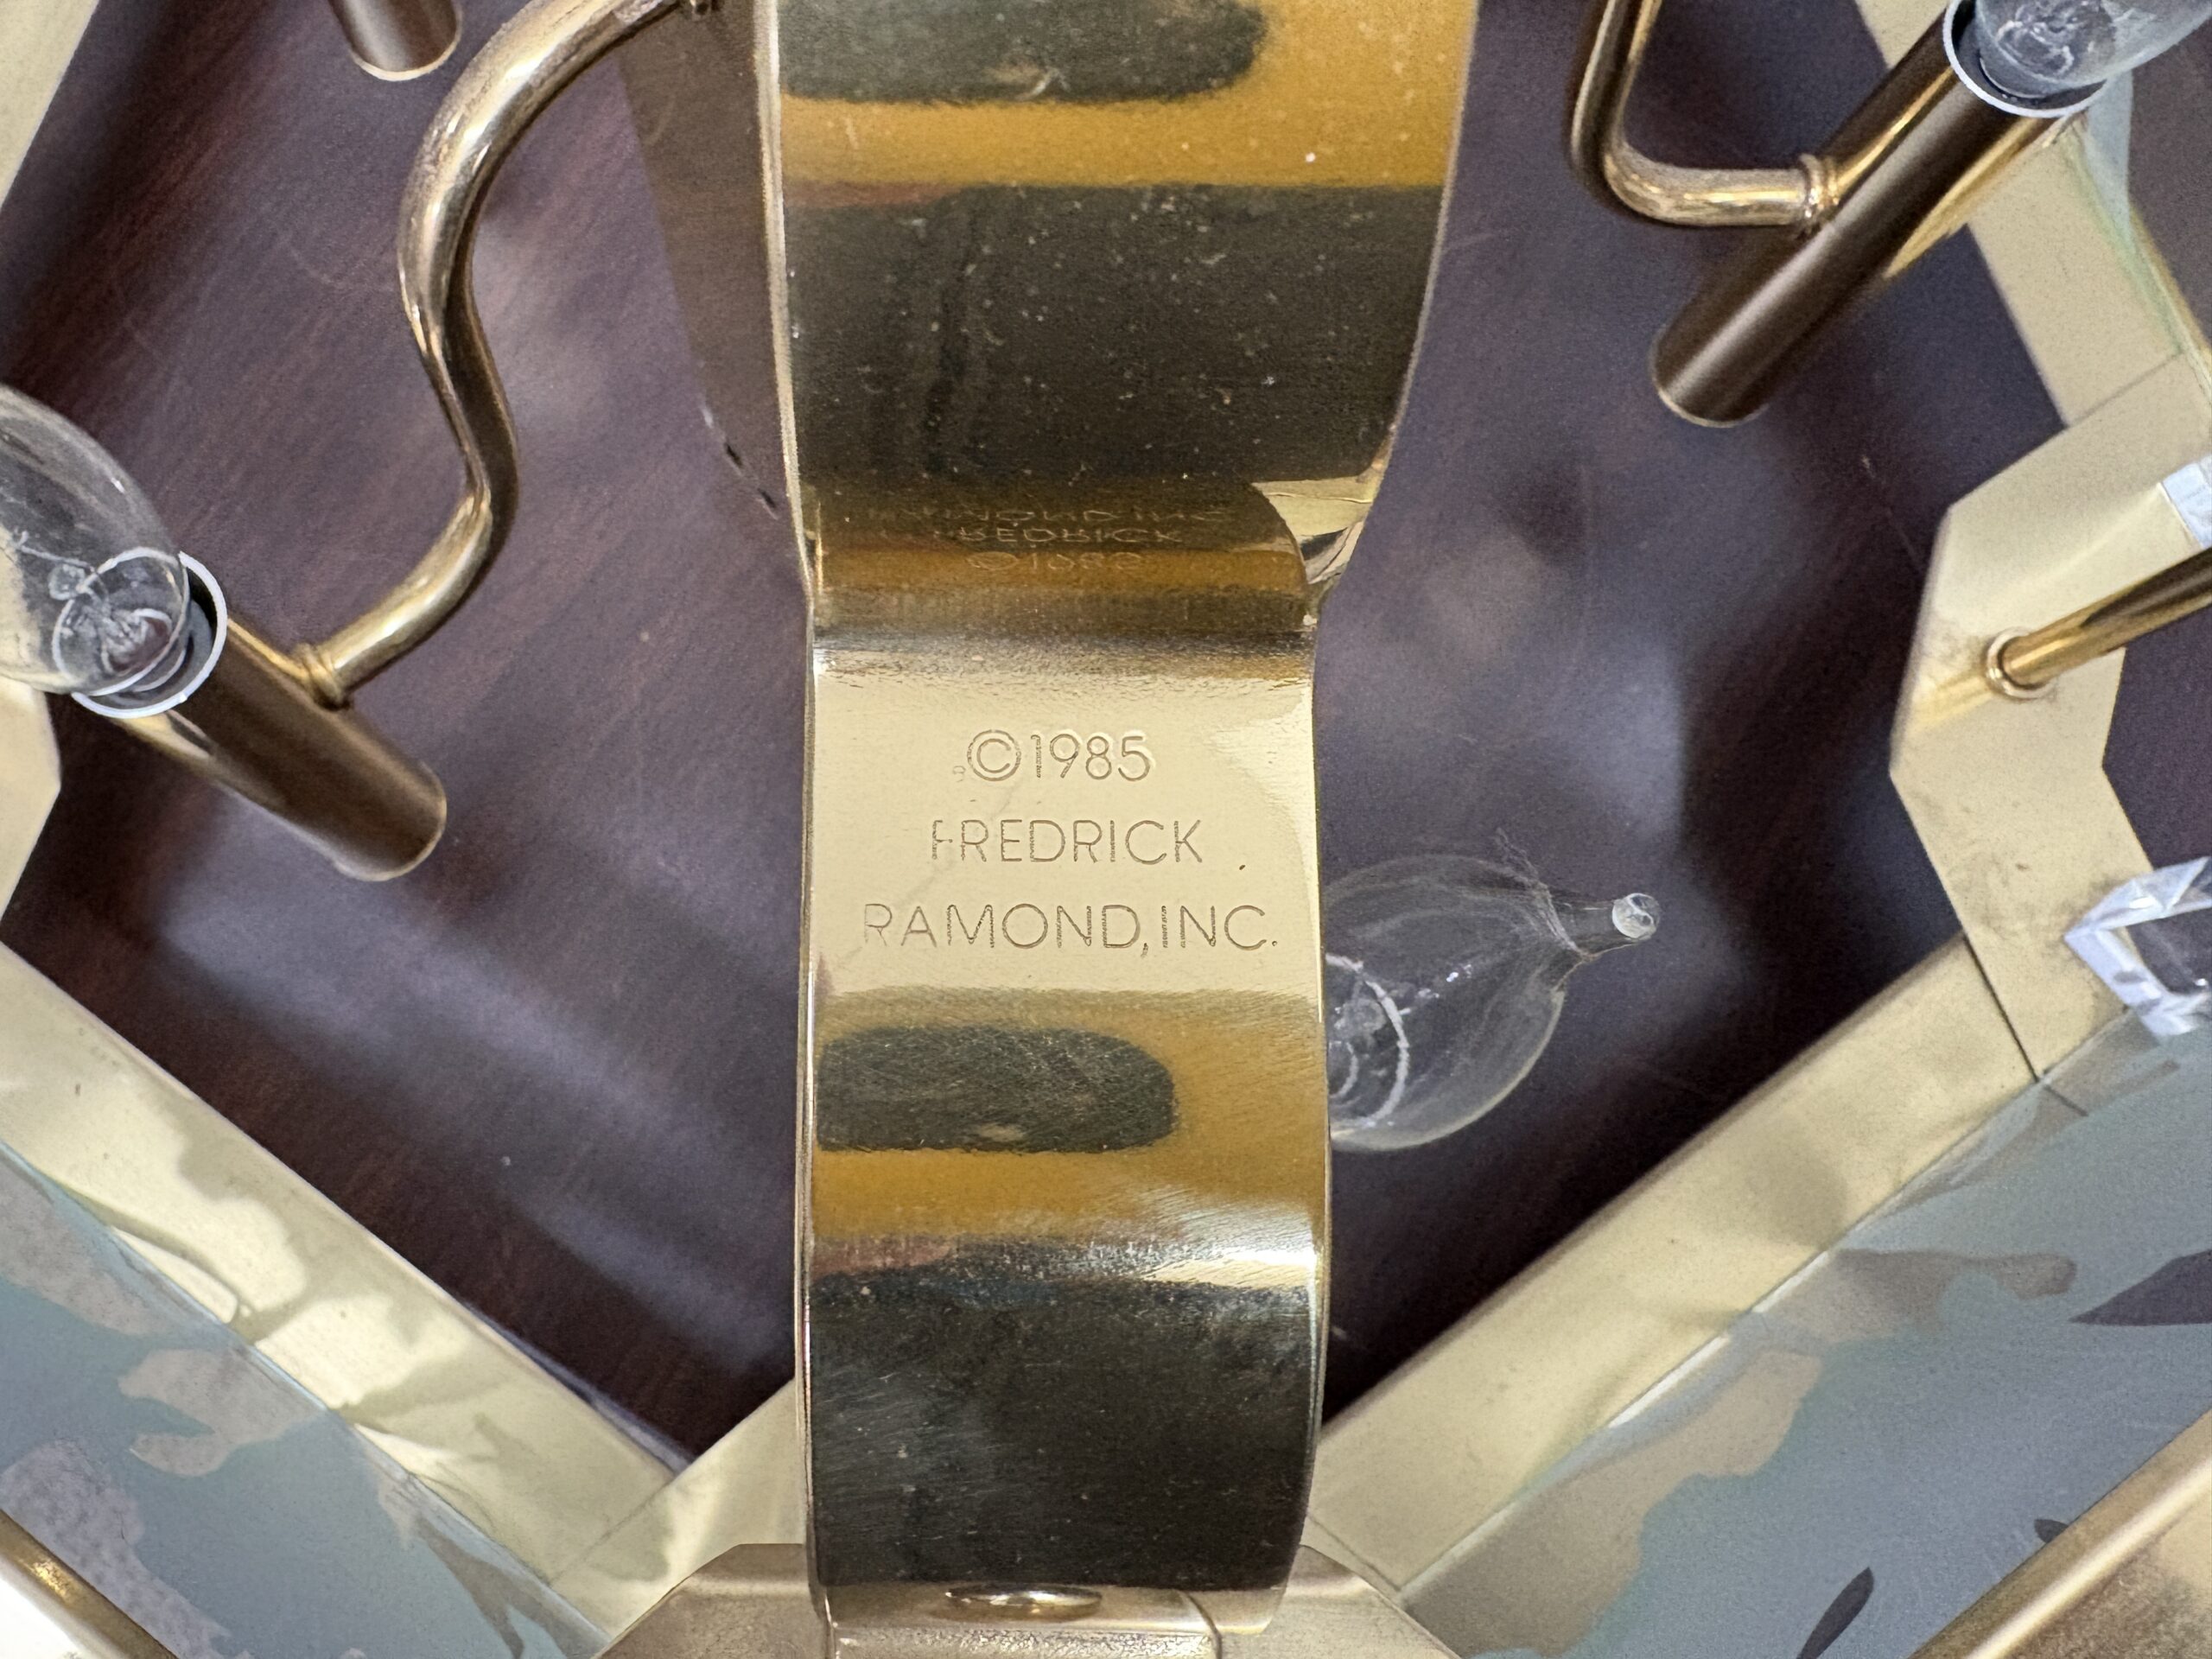 ©1985
FREDRICK
RAMOND, INC.